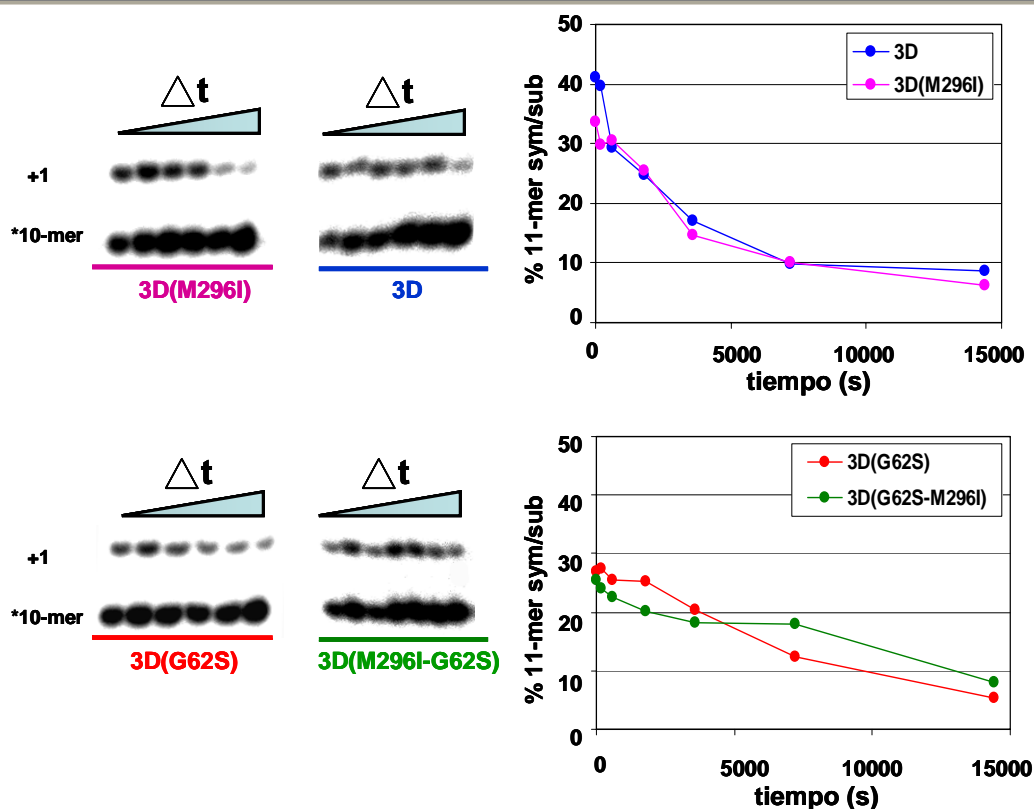 △t
△t
+1
*10-mer
3D(M296I)
3D
% 11-mer sym/sub
50
40
30
20
10
0
3D
3D(M296I)
0
5000
10000
15000
tiempo (s)
△t
△t
+1
*10-mer
3D(G62S)
3D(M296I-G62S)
% 11-mer sym/sub
50
40
30
20
10
0
3D(G62S)
3D(G62S-M296I)
0
5000
10000
15000
tiempo (s)